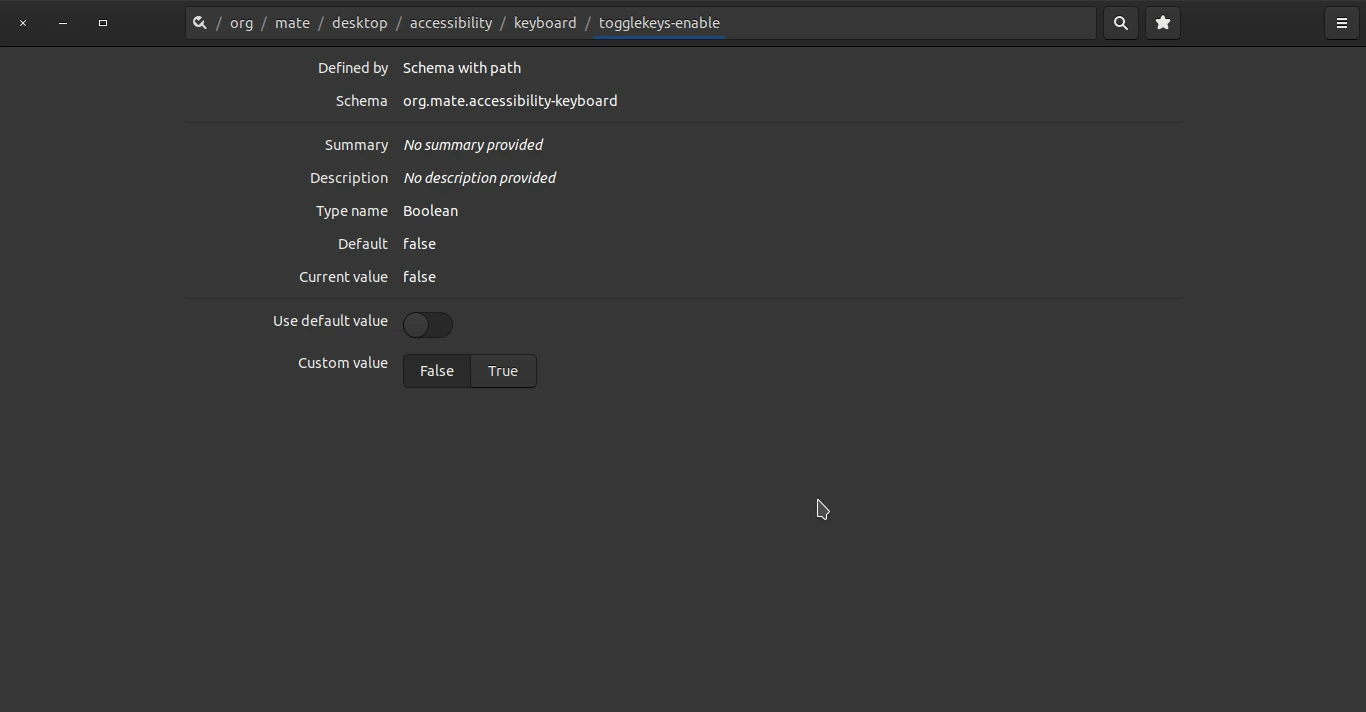 / org / mate / desktop / accessibility / keyboard / togglekeys-enable
Defined by Schema with path
Schema org.mate.accessibility-keyboard
Summary No summary provided
Description No description provided
Type name Boolean
Default false
Current value false
Use default value
Custom value False True